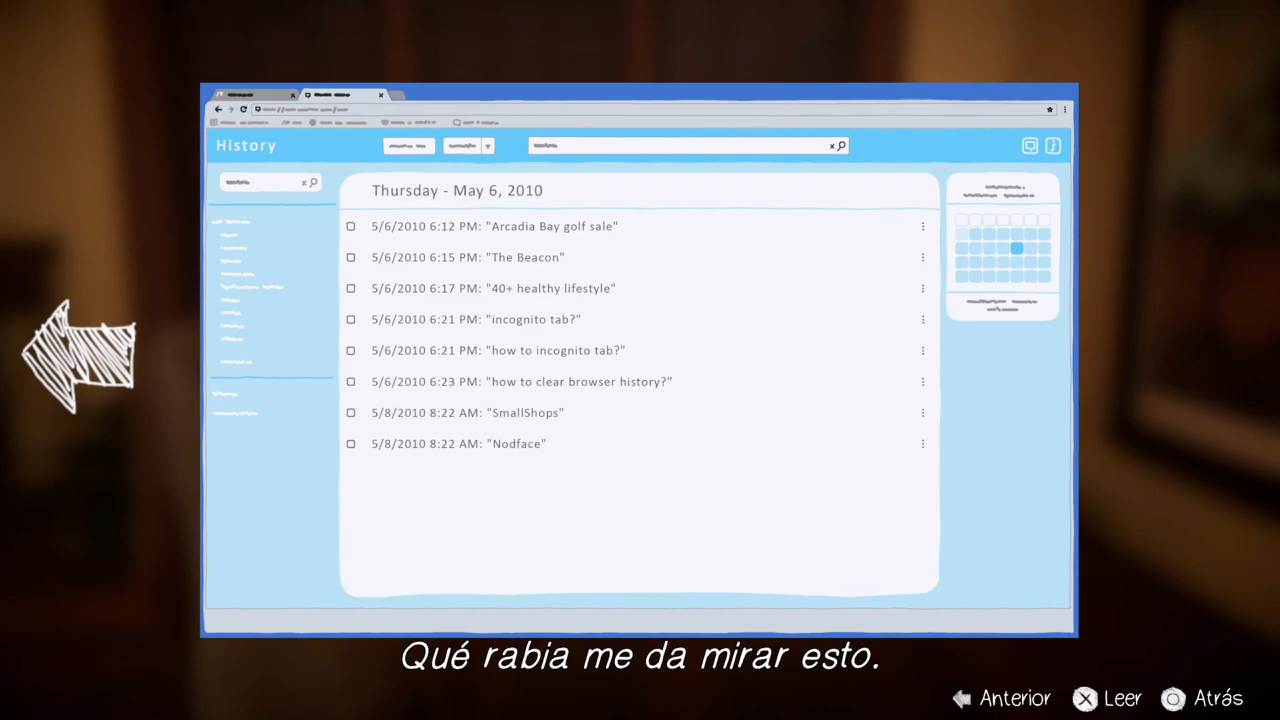 History
Thursday - May 6, 2010
5/6/2010 6:12 PM: "Arcadia Bay golf sale"
5/6/2010 6:15 PM: "The Beacon"
5/6/2010 6:17 PM: "40+ healthy lifestyle"
5/6/2010 6:21 PM: "incognito tab?"
5/6/2010 6:21 PM: "how to incognito tab?"
5/6/2010 6:23 PM: "how to clear browser history?"
5/8/2010 8:22 AM: "SmallShops"
5/8/2010 8:22 AM: "Nodface"
Qué rabia me da mirar esto.
Anterior Leer Atrás